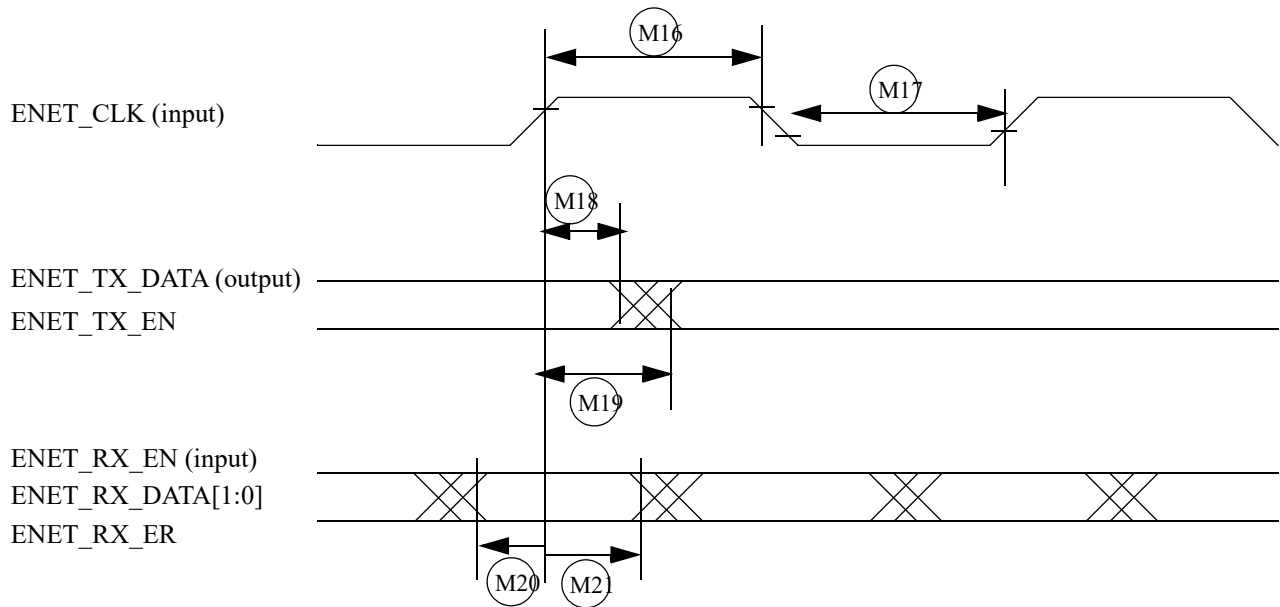 M16
M17
ENET_CLK (input)
M18
ENET_TX_DATA (output)
ENET_TX_EN
M19
ENET_RX_EN (input)
ENET_RX_DATA[1:0]
ENET_RX_ER
M20
M21